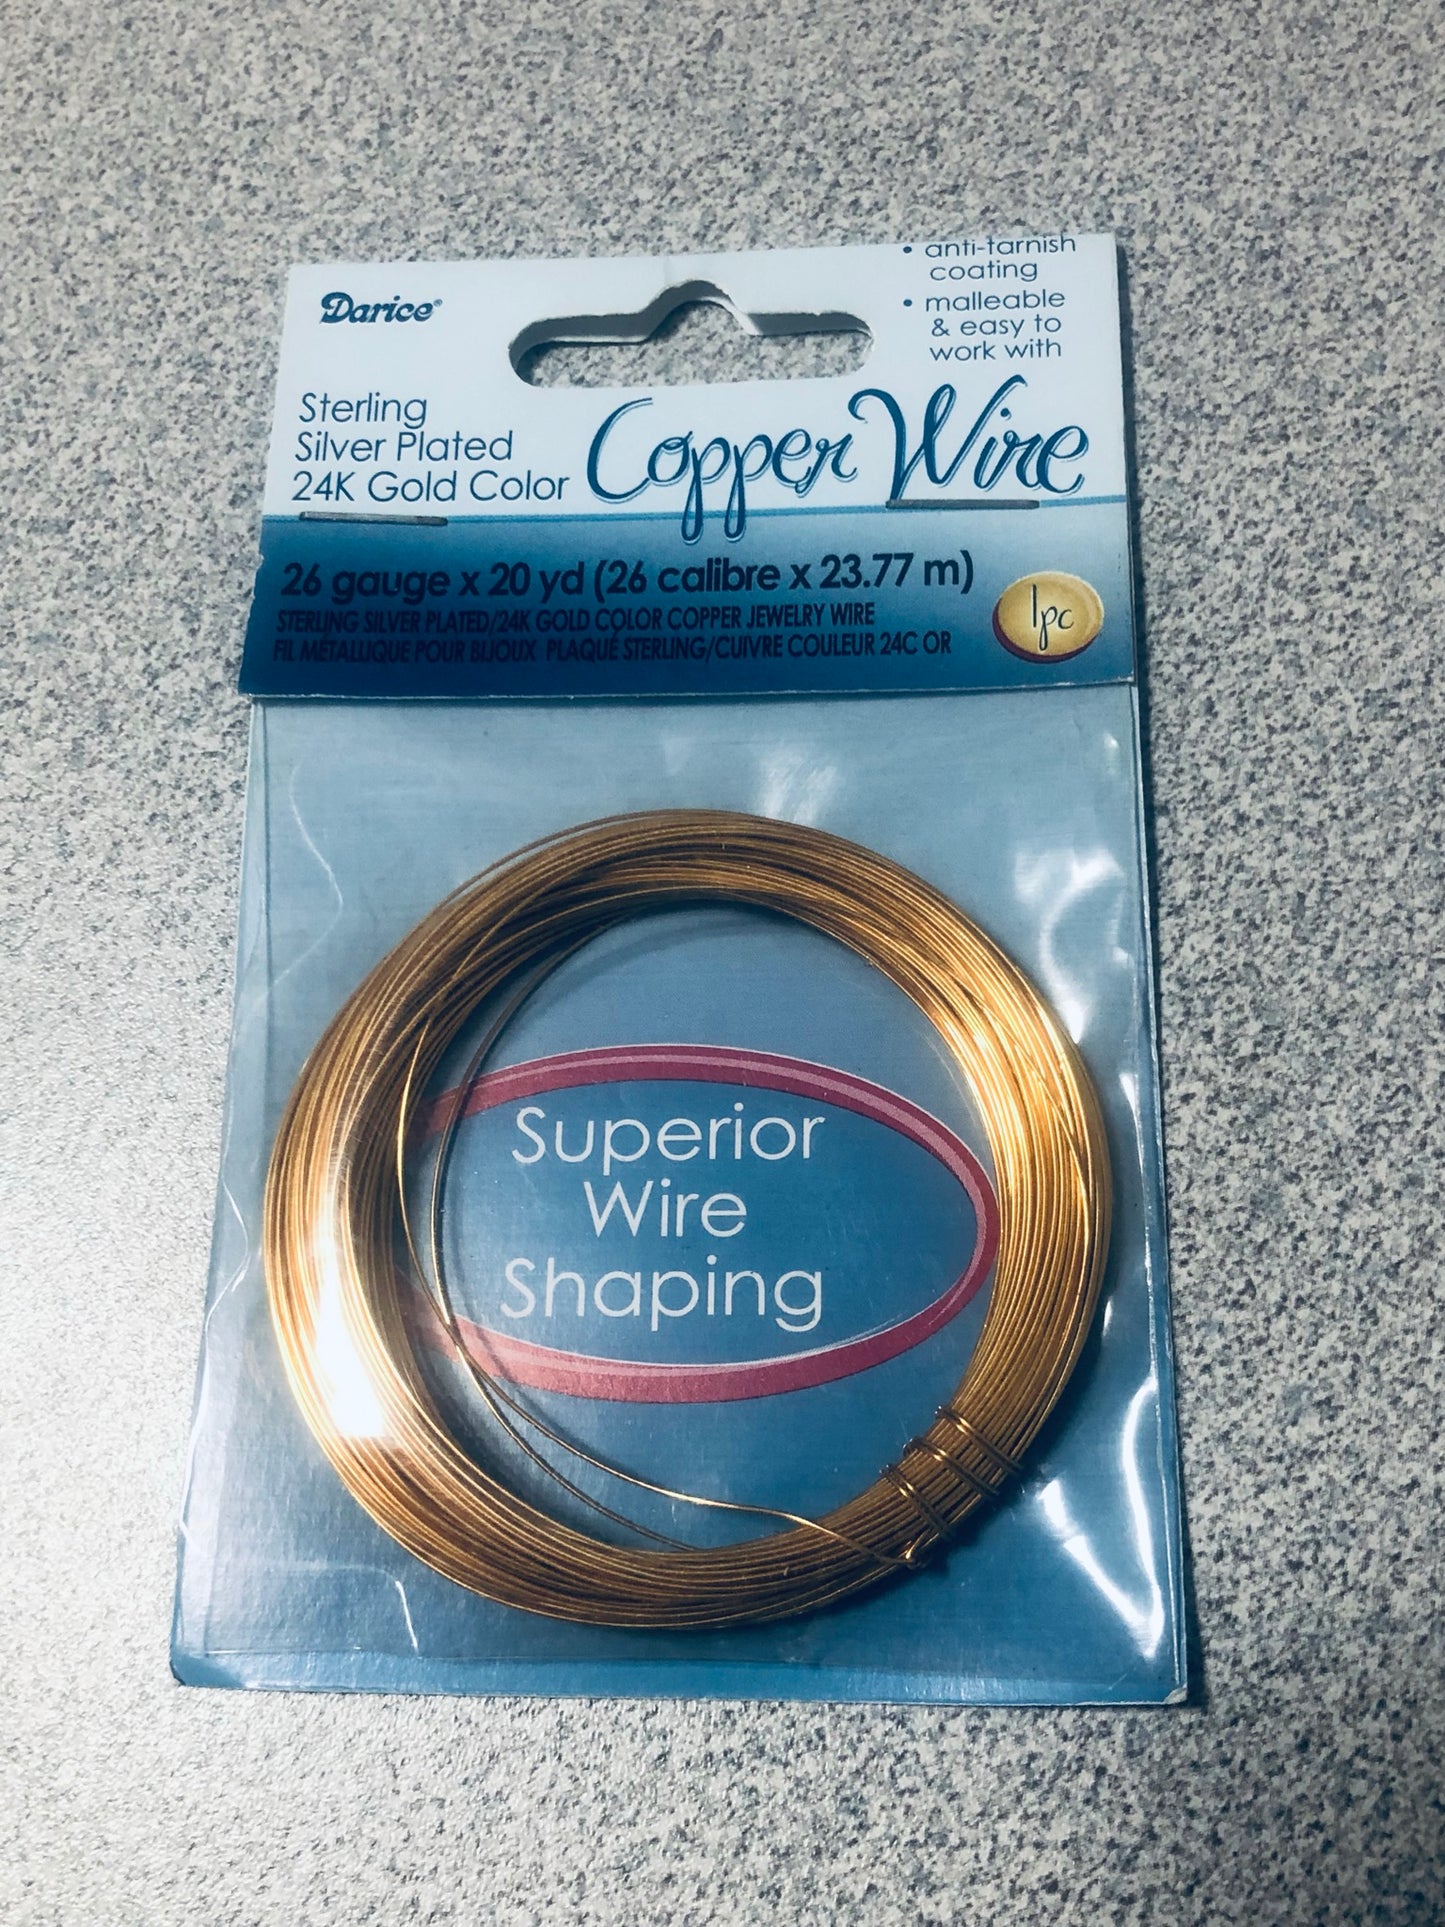 Darice®
• anti-tarnish
coating
• malleable
& easy to
work with
Sterling
Silver Plated
24K Gold Color
Copper Wire
26 gauge x 20 yd (26 calibre x 23.77 m)
STERLING SILVER PLATED/24K GOLD COLOR COPPER JEWELRY WIRE
FIL MÉTALLIQUE POUR BIJOUX PLAQUÉ STERLING/CUIVRE COULEUR 24C OR
1pc
Superior
Wire
Shaping